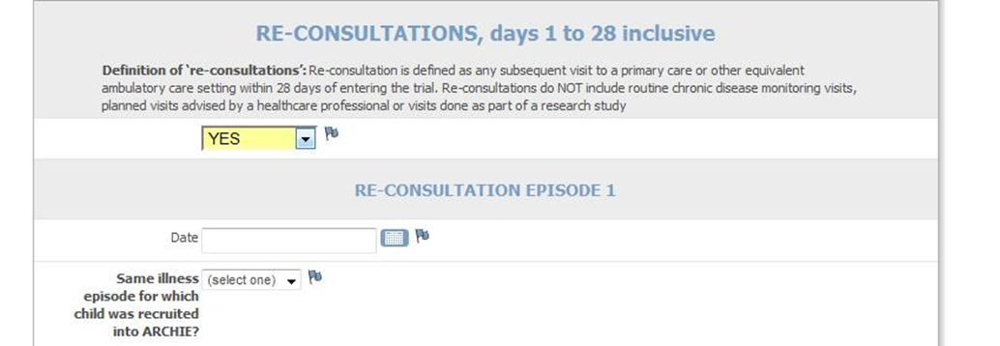 RE-CONSULTATIONS, days 1 to 28 inclusive
Definition of ‘re-consultations’: Re-consultation is defined as any subsequent visit to a primary care or other equivalent
ambulatory care setting within 28 days of entering the trial. Re-consultations do NOT include routine chronic disease monitoring visits,
planned visits advised by a healthcare professional or visits done as part of a research study
YES
RE-CONSULTATION EPISODE 1
Date
Same illness (select one)
episode for which
child was recruited
into ARCHIE?